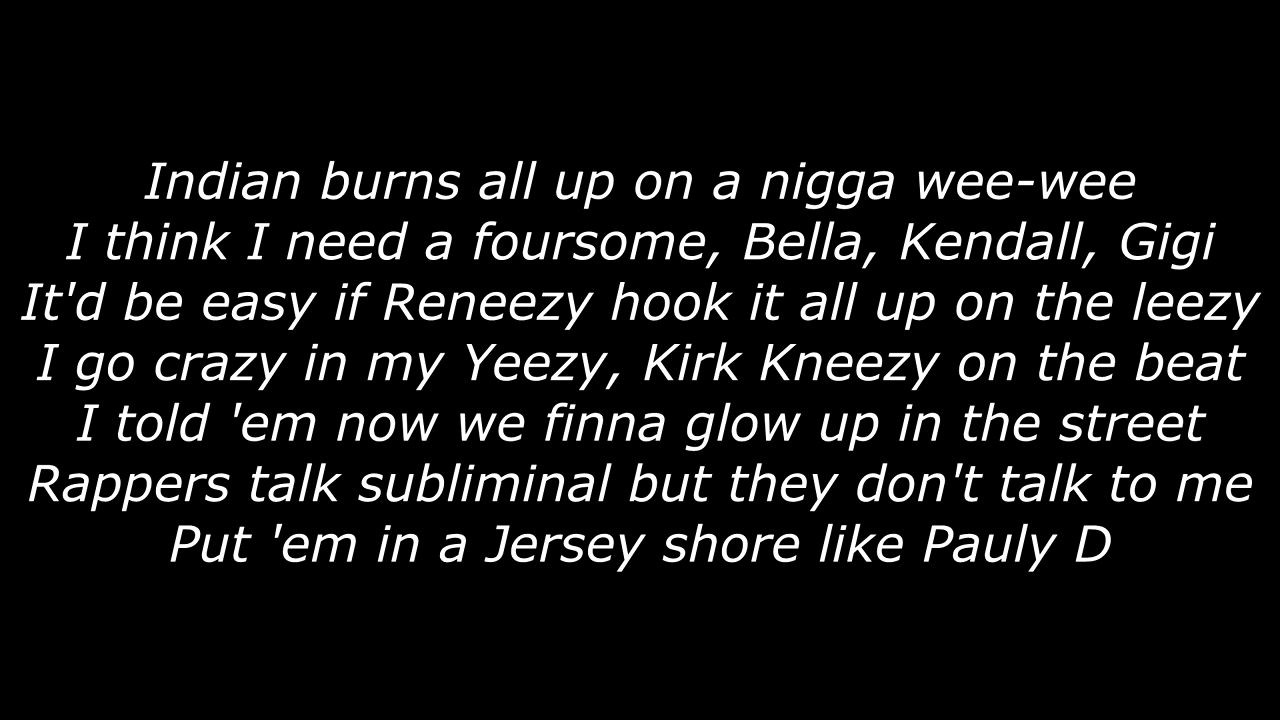 Indian burns all up on a nigga wee-wee
I think I need a foursome, Bella, Kendall, Gigi
It'd be easy if Reneezy hook it all up on the leezy
I go crazy in my Yeezy, Kirk Kneezy on the beat
I told 'em now we finna glow up in the street
Rappers talk subliminal but they don't talk to me
Put 'em in a Jersey shore like Pauly D